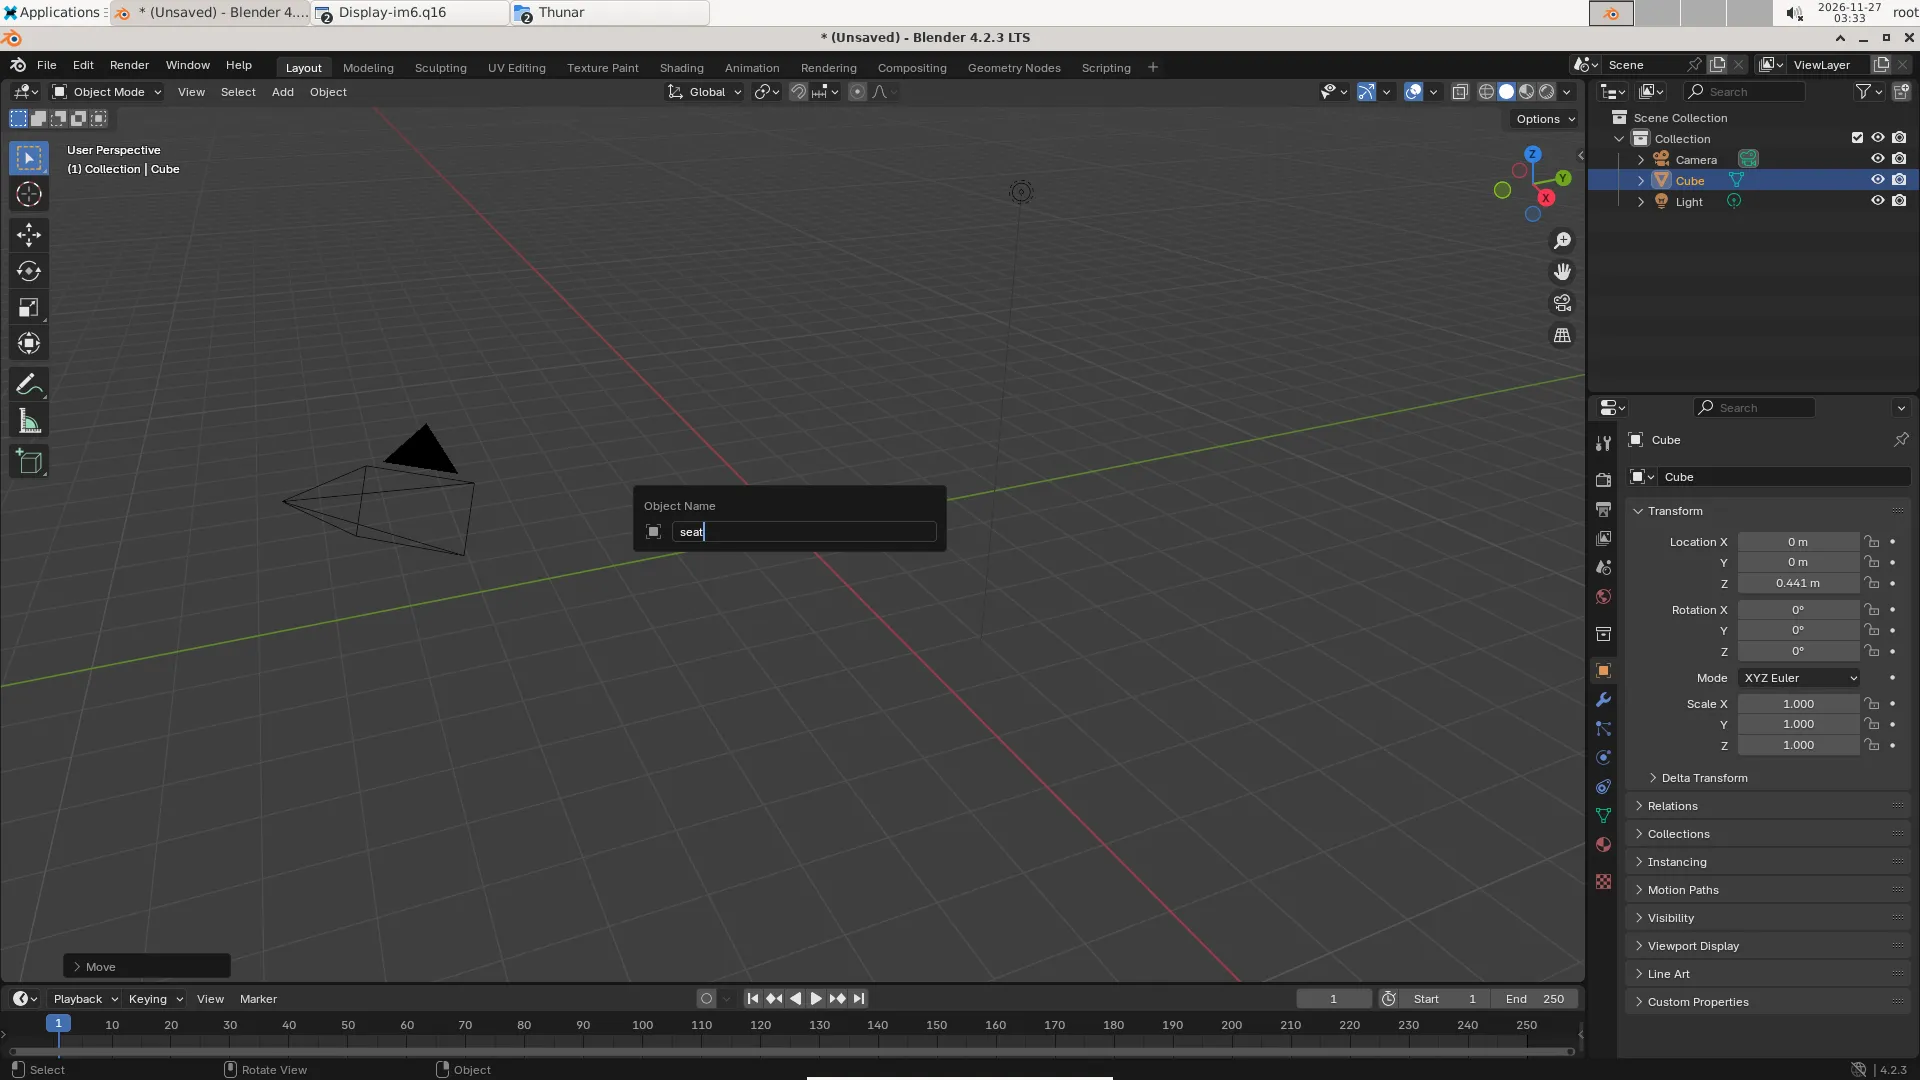 Applications
* (Unsaved) - Blender 4....
2
Display-im6.q16
2
Thunar
2026-11-27
03:33
root
* (Unsaved) - Blender 4.2.3 LTS
File Edit Render Window Help
Layout Modeling Sculpting UV Editing Texture Paint Shading Animation Rendering Compositing Geometry Nodes Scripting
Scene
ViewLayer
Object Mode View Select Add Object
Global
Search
Options
User Perspective
(1) Collection | Cube
Z
Y
X
Scene Collection
Collection
Camera
Cube
Light
Object Name
seat
Search
Cube
Cube
Transform
Location X 0 m
Y 0 m
Z 0.441 m
Rotation X 0°
Y 0°
Z 0°
Mode XYZ Euler
Scale X 1.000
Y 1.000
Z 1.000
Delta Transform
Relations
Collections
Instancing
Motion Paths
Visibility
Viewport Display
Line Art
Custom Properties
Move
Playback Keying View Marker
1
Start 1
End 250
1 10 20 30 40 50 60 70 80 90 100 110 120 130 140 150 160 170 180 190 200 210 220 230 240 250
Select Rotate View Object
4.2.3